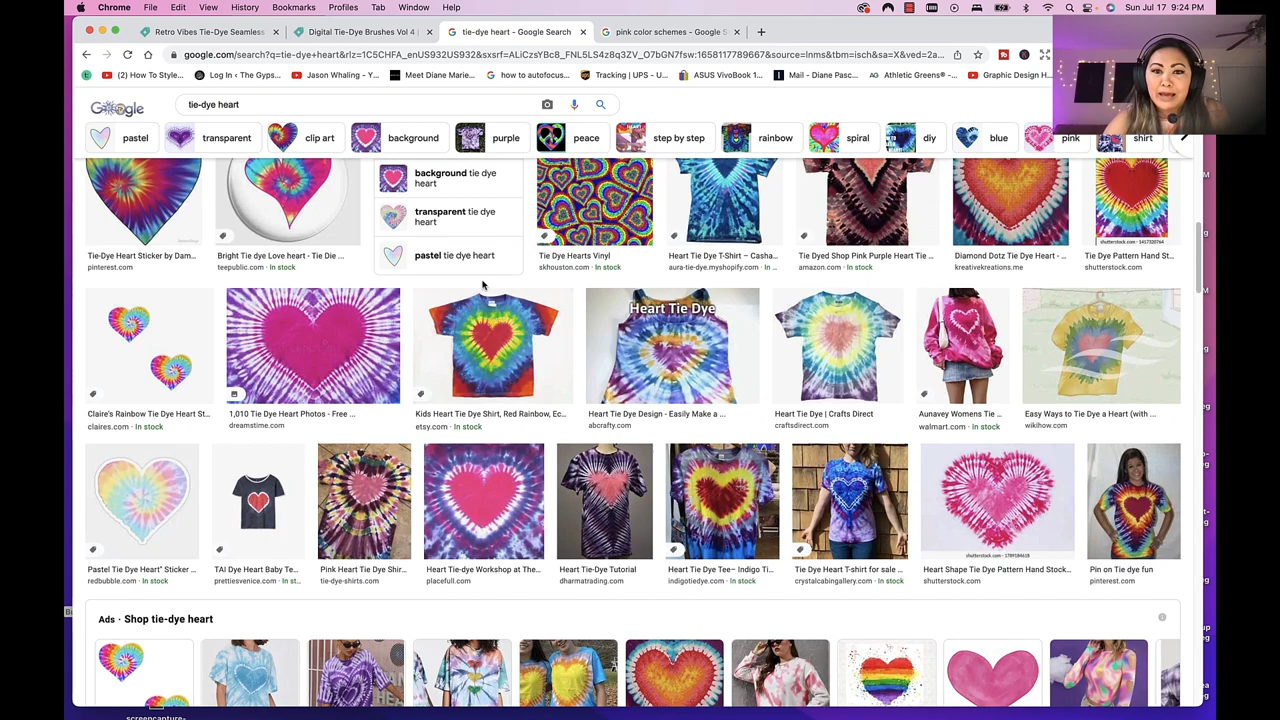 Chrome File Edit View History Bookmarks Profiles Tab Window Help Sun Jul 17 9:24 PM
Retro Vibes Tie-Dye Seamless
Digital Tie-Dye Brushes Vol 4 |
tie-dye heart - Google Search
pink color schemes - Google S
google.com/search?q=tie-dye+heart&rlz=1C5CHFA_enUS932US932&sxsrf=ALiCzsYBc8_FNL5LS4z8q3ZV_O7bGN7fsw:1658117789667&source=lnms&tbm=isch&sa=X&ved=2a...
(2) How To Style...
Log In ‹ The Gyps...
Jason Whaling - Y...
Meet Diane Marie...
how to autofocus...
Tracking | UPS - U...
ASUS VivoBook 1...
Mail - Diane Pasc...
Athletic Greens® -...
Graphic Design H...
Google
tie-dye heart
pastel
transparent
clip art
background
purple
peace
step by step
rainbow
spiral
diy
blue
pink
shirt
background tie dye
heart
transparent tie dye
heart
pastel tie dye heart
shutterstock.com · 1417320764
Tie-Dye Heart Sticker by Dam...
Bright Tie dye Love heart - Tie Die ...
Tie Dye Hearts Vinyl
Heart Tie Dye T-Shirt – Casha...
Tie Dyed Shop Pink Purple Heart Tie ...
Diamond Dotz Tie Dye Heart - ...
Tie Dye Pattern Hand St...
pinterest.com
teepublic.com · In stock
skhouston.com · In stock
aura-tie-dye.myshopify.com · In ...
amazon.com · In stock
kreativekreations.me
shutterstock.com
Heart Tie Dye
Claire's Rainbow Tie Dye Heart St...
1,010 Tie Dye Heart Photos - Free ...
Kids Heart Tie Dye Shirt, Red Rainbow, Ec...
Heart Tie Dye Design - Easily Make a ...
Heart Tie Dye | Crafts Direct
Aunavey Womens Tie ...
Easy Ways to Tie Dye a Heart (with ...
claires.com · In stock
dreamstime.com
etsy.com · In stock
abcrafty.com
craftsdirect.com
walmart.com · In stock
wikihow.com
shutterstock.com · 1789184618
Pastel Tie Dye Heart" Sticker ...
TAI Dye Heart Baby Te...
Pink Heart Tie Dye Shir...
Heart Tie-dye Workshop at The...
Heart Tie-Dye Tutorial
Heart Tie Dye Tee– Indigo Ti...
Tie Dye Heart T-shirt for sale ...
Heart Shape Tie Dye Pattern Hand Stock...
Pin on Tie dye fun
redbubble.com · In stock
prettiesvenice.com · In st...
tie-dye-shirts.com
placefull.com
dharmatrading.com
indigotiedye.com · In stock
crystalcabingallery.com · In stock
shutterstock.com
pinterest.com
Ads · Shop tie-dye heart
screencapture-